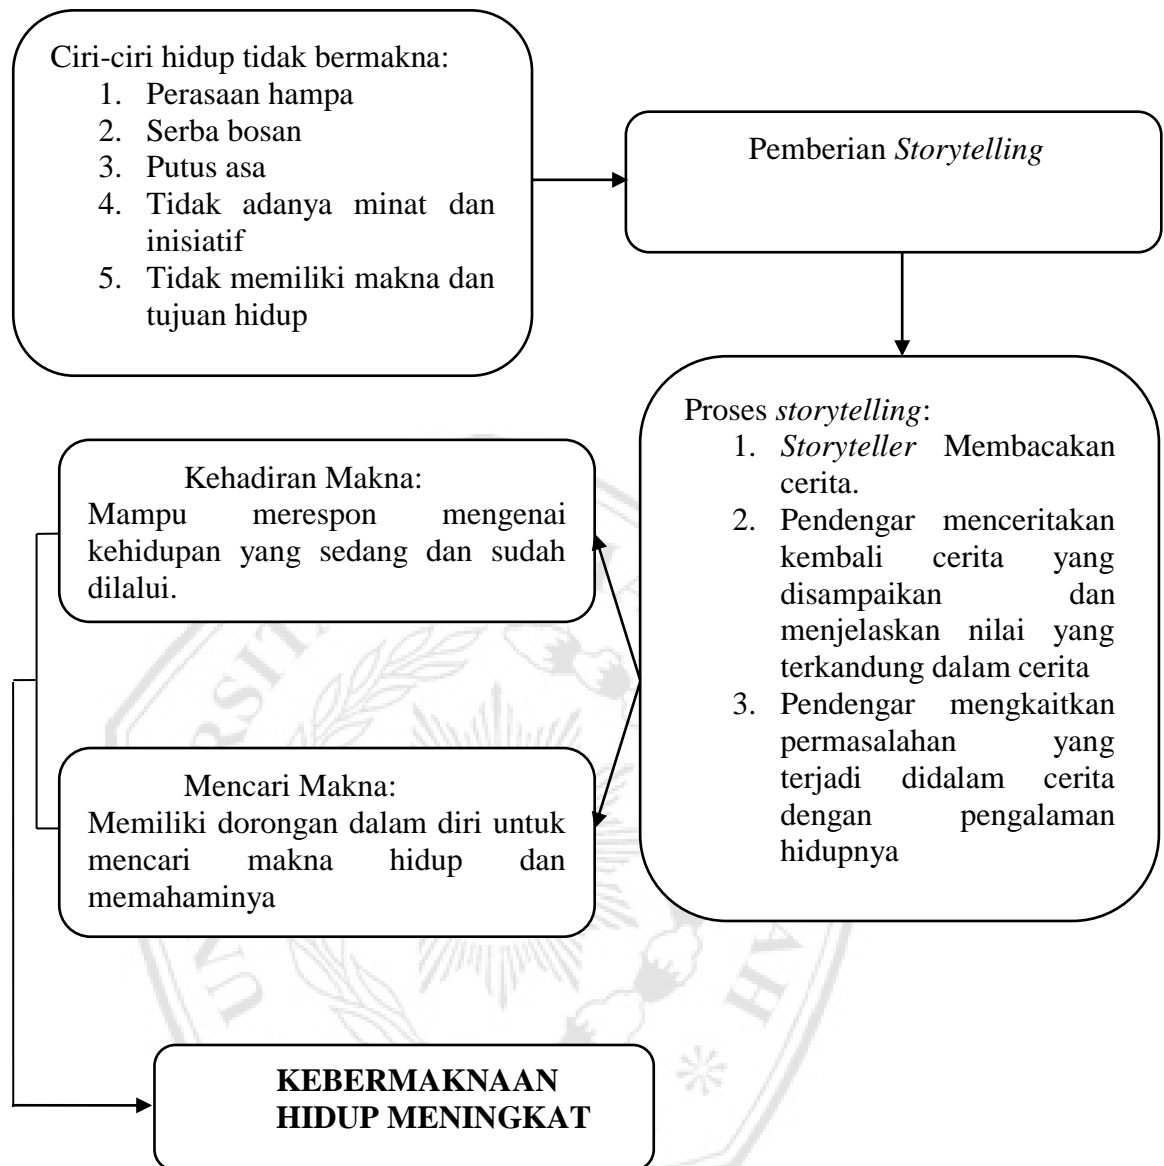 Ciri-ciri hidup tidak bermakna:
1. Perasaan hampa
2. Serba bosan
3. Putus asa
4. Tidak adanya minat dan
inisiatif
5. Tidak memiliki makna dan
tujuan hidup
Pemberian Storytelling
Proses storytelling:
1. Storyteller Membacakan
cerita.
2. Pendengar menceritakan
kembali cerita yang
disampaikan dan
menjelaskan nilai yang
terkandung dalam cerita
3. Pendengar mengkaitkan
permasalahan yang
terjadi didalam cerita
dengan pengalaman
hidupnya
Kehadiran Makna:
Mampu merespon mengenai
kehidupan yang sedang dan sudah
dilalui.
Mencari Makna:
Memiliki dorongan dalam diri untuk
mencari makna hidup dan
memahaminya
KEBERMAKNAAN
HIDUP MENINGKAT